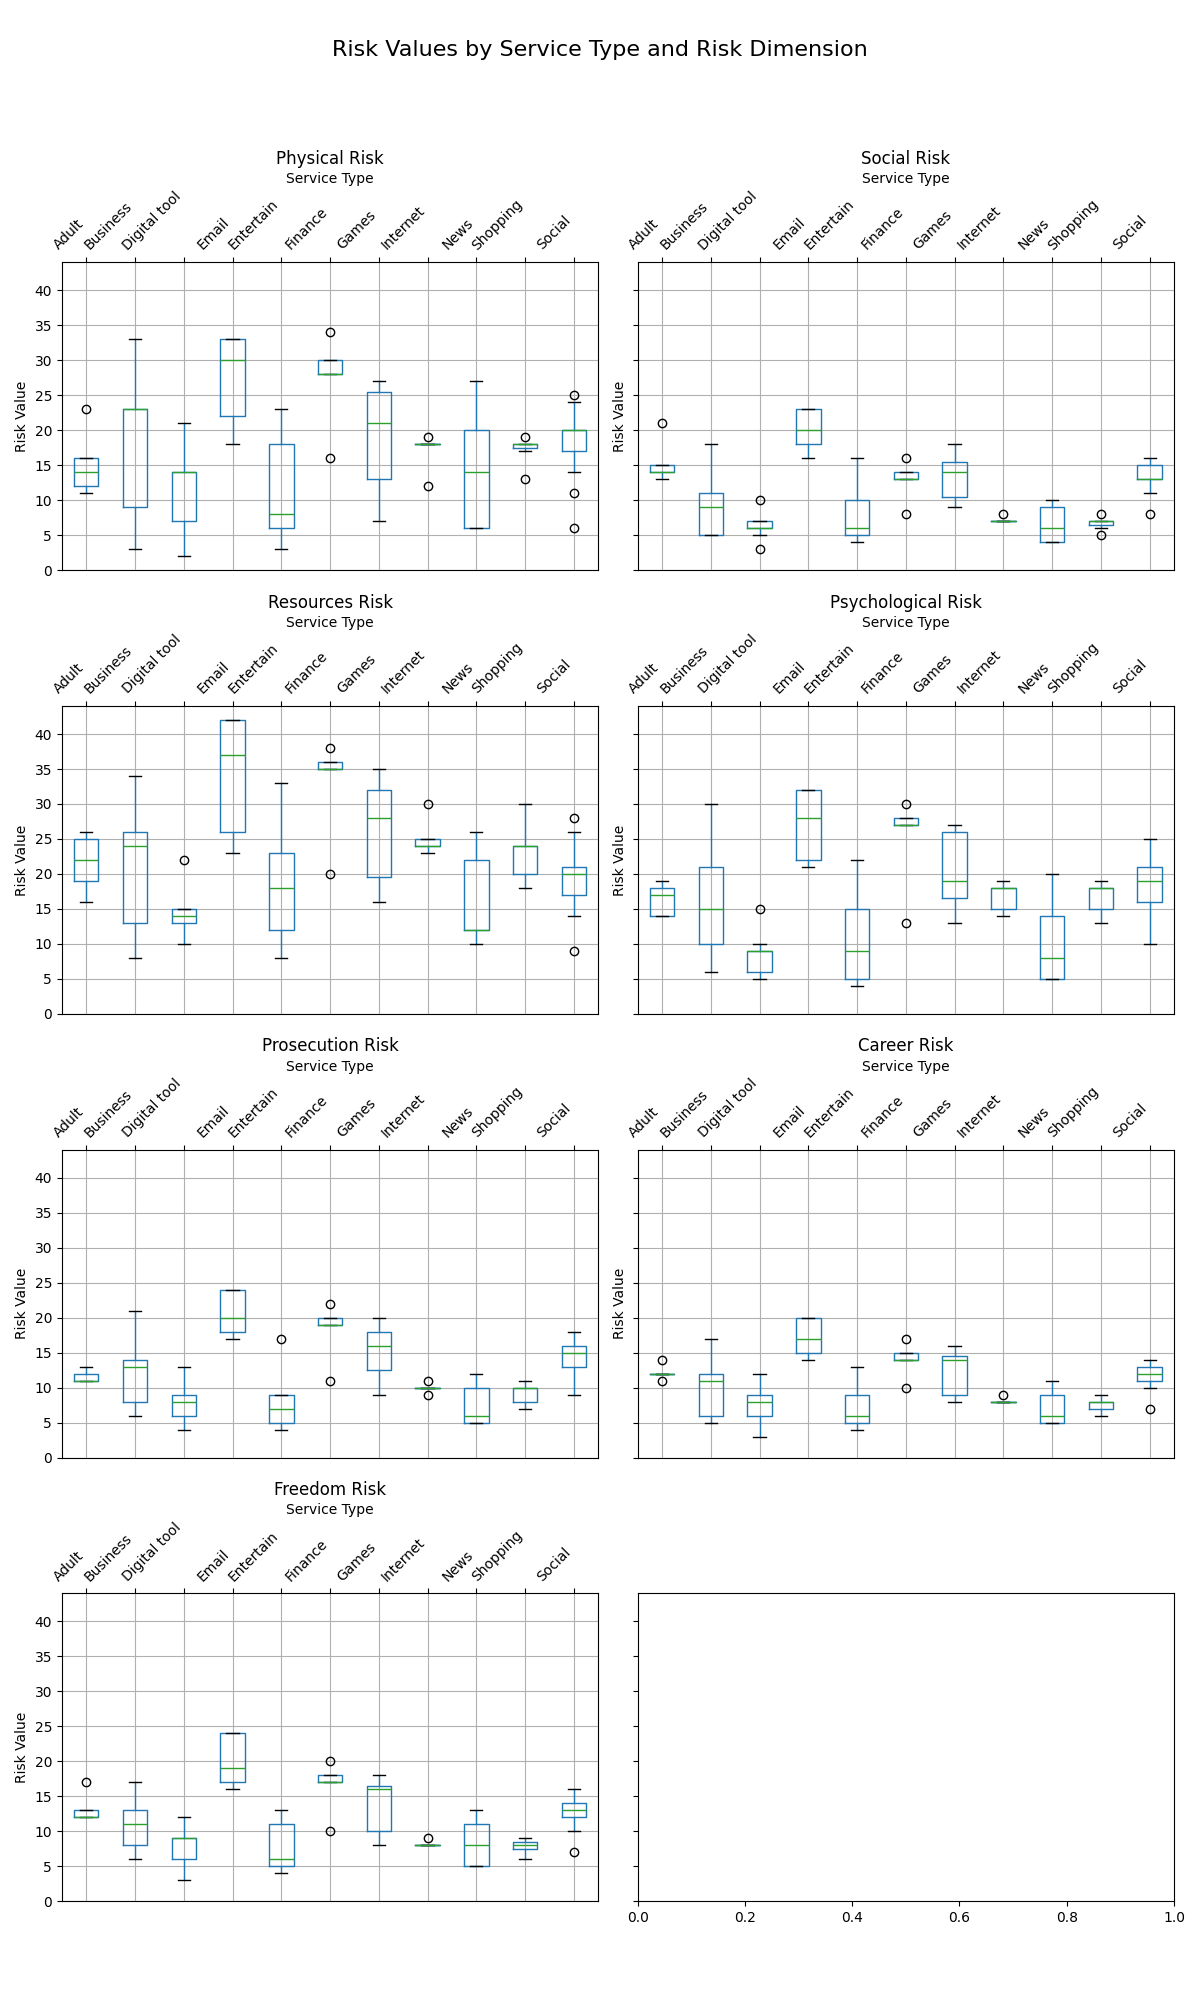 Risk Values by Service Type and Risk Dimension
Physical Risk
Service Type
Adult
Business
Digital tool
Email
Entertain
Finance
Games
Internet
News
Shopping
Social
Risk Value
40
35
30
25
20
15
10
5
0
Social Risk
Service Type
Adult
Business
Digital tool
Email
Entertain
Finance
Games
Internet
News
Shopping
Social
Risk Value
Resources Risk
Service Type
Adult
Business
Digital tool
Email
Entertain
Finance
Games
Internet
News
Shopping
Social
Risk Value
40
35
30
25
20
15
10
5
0
Psychological Risk
Service Type
Adult
Business
Digital tool
Email
Entertain
Finance
Games
Internet
News
Shopping
Social
Risk Value
Prosecution Risk
Service Type
Adult
Business
Digital tool
Email
Entertain
Finance
Games
Internet
News
Shopping
Social
Risk Value
40
35
30
25
20
15
10
5
0
Career Risk
Service Type
Adult
Business
Digital tool
Email
Entertain
Finance
Games
Internet
News
Shopping
Social
Risk Value
Freedom Risk
Service Type
Adult
Business
Digital tool
Email
Entertain
Finance
Games
Internet
News
Shopping
Social
Risk Value
40
35
30
25
20
15
10
5
0
0.0 0.2 0.4 0.6 0.8 1.0